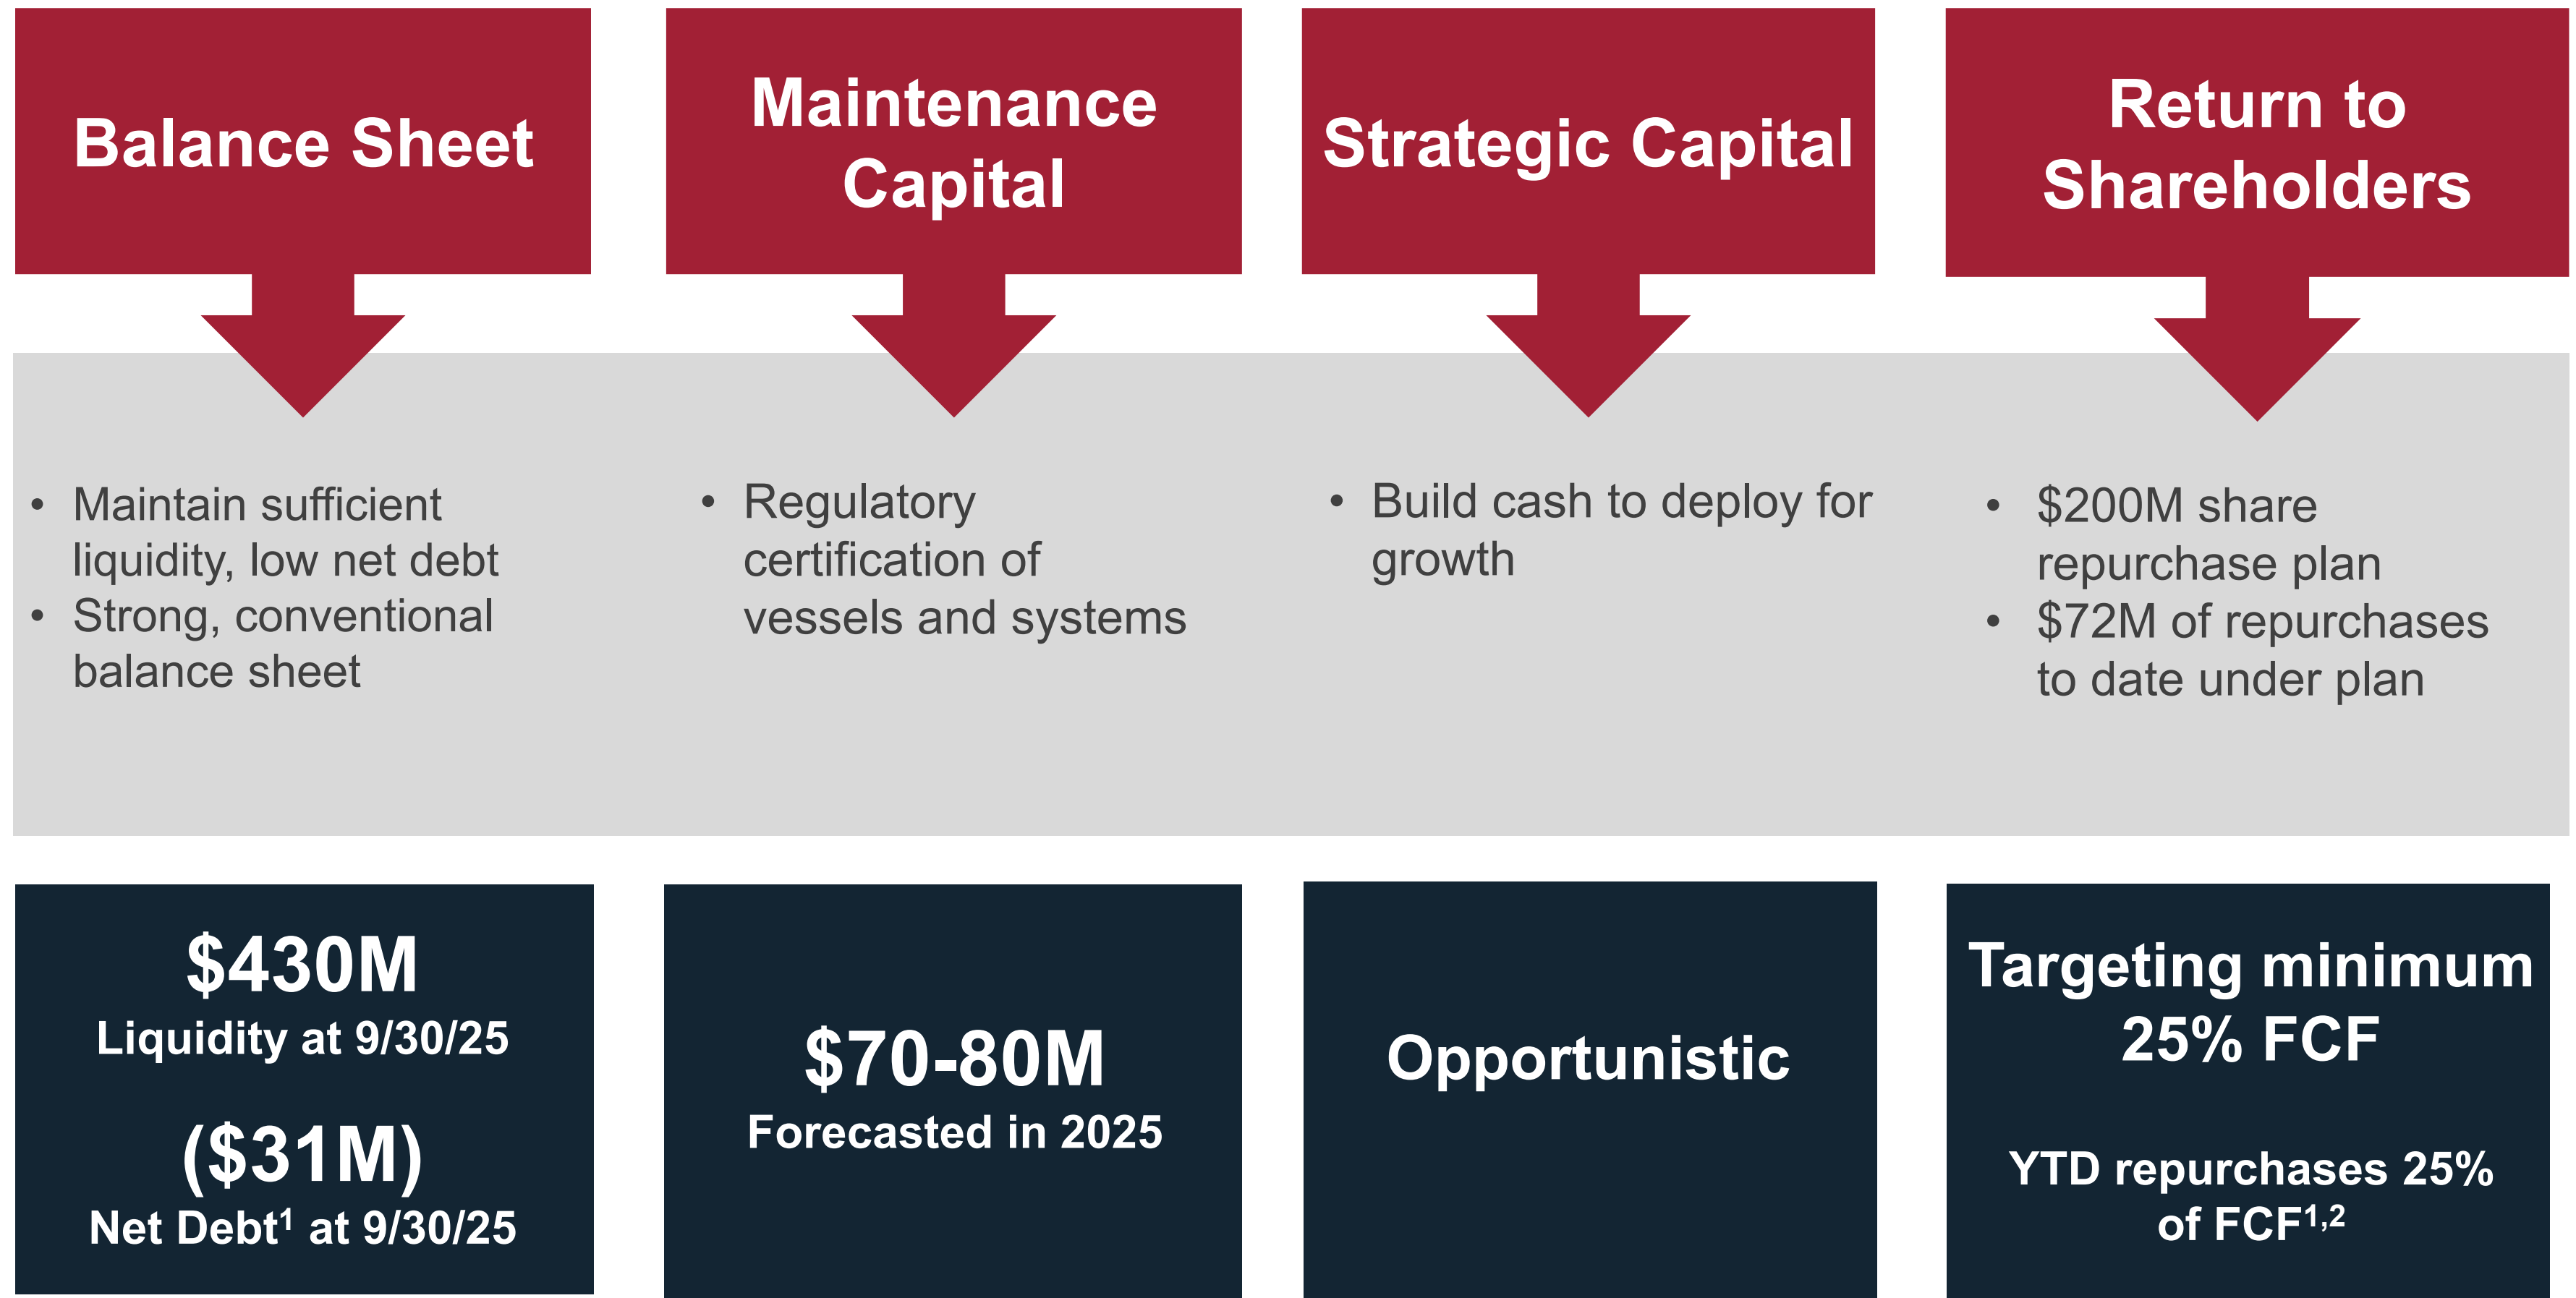 Balance Sheet
Maintenance
Capital
Strategic Capital
Return to
Shareholders
• Maintain sufficient
liquidity, low net debt
• Strong, conventional
balance sheet
• Regulatory
certification of
vessels and systems
• Build cash to deploy for
growth
• $200M share
repurchase plan
• $72M of repurchases
to date under plan
$430M
Liquidity at 9/30/25
($31M)
Net Debt¹ at 9/30/25
$70-80M
Forecasted in 2025
Opportunistic
Targeting minimum
25% FCF
YTD repurchases 25%
of FCF¹,²